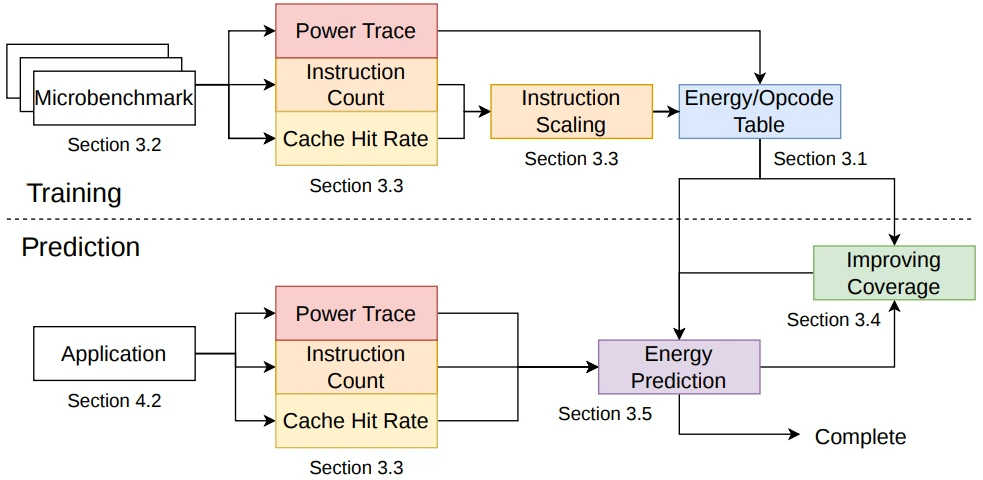 Power Trace
Instruction
Count
Cache Hit Rate
Microbenchmark
Section 3.2
Section 3.3
Instruction
Scaling
Section 3.3
Energy/Opcode
Table
Section 3.1
Training
Prediction
Improving
Coverage
Section 3.4
Application
Section 4.2
Power Trace
Instruction
Count
Cache Hit Rate
Section 3.3
Energy
Prediction
Section 3.5
Complete